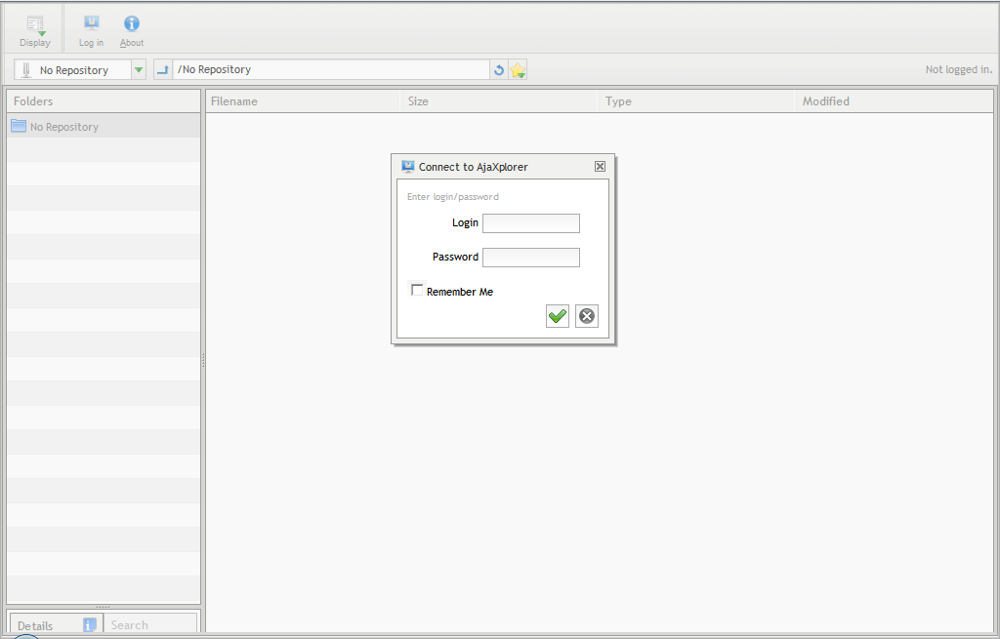 Display Log in About
No Repository /No Repository Not logged in.
Folders Filename Size Type Modified
No Repository
Connect to AjaXplorer
Enter login/password
Login
Password
Remember Me
Details Search